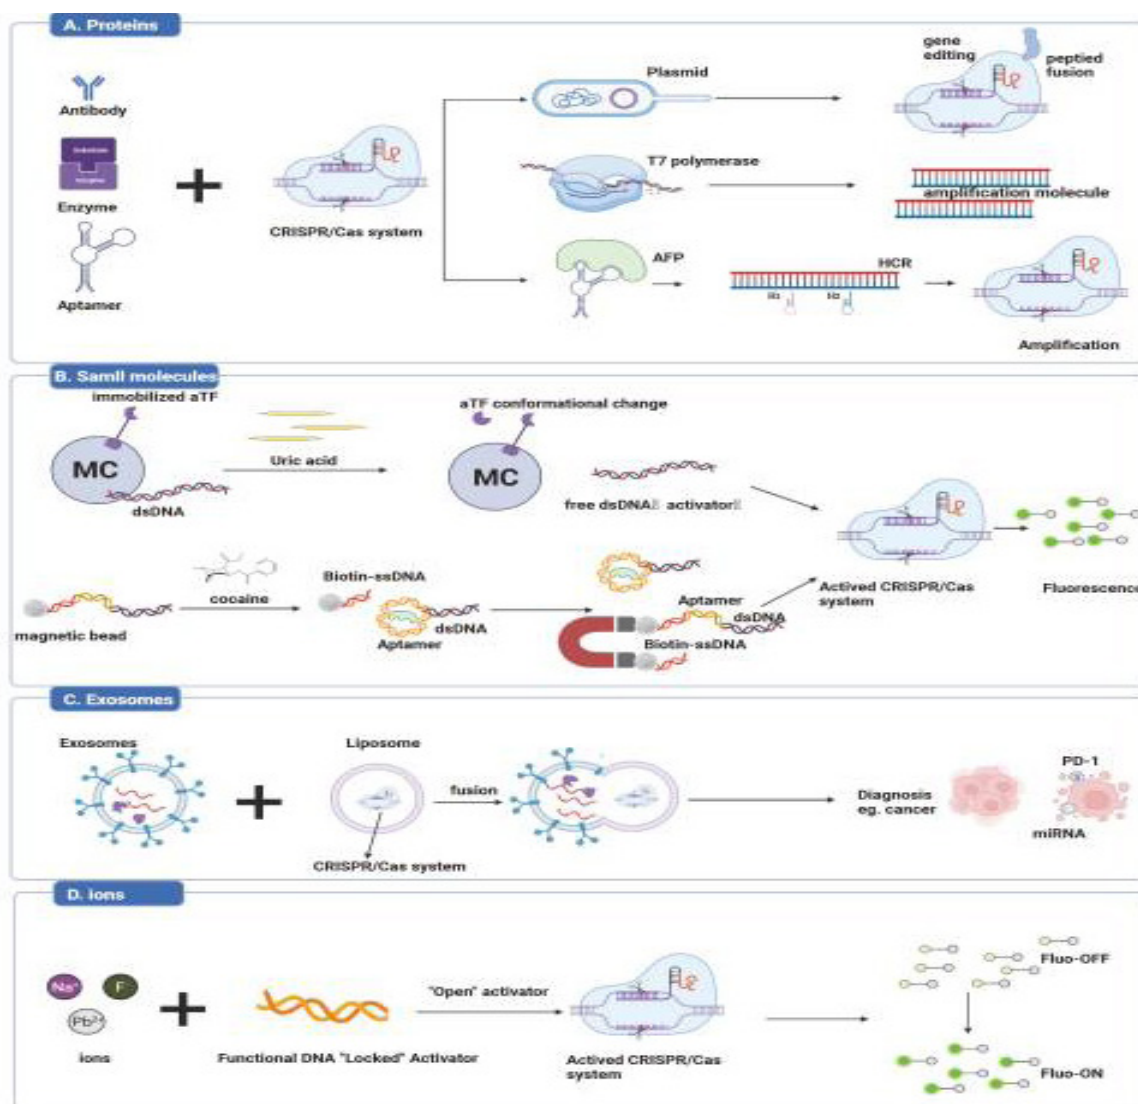 A. Proteins
Antibody
Enzyme
Aptamer
CRISPR/Cas system
Plasmid
gene
editing
peptied
fusion
T7 polymerase
amplification molecule
AFP
HCR
H1
H2
Amplification
B. Samll molecules
immobilized aTF
MC
dsDNA
Uric acid
aTF conformational change
MC
free dsDNA activator
Actived CRISPR/Cas
system
Fluorescence
magnetic bead
cocaine
Biotin-ssDNA
Aptamer
dsDNA
Aptamer
dsDNA
Biotin-ssDNA
C. Exosomes
Exosomes
Liposome
CRISPR/Cas system
fusion
Diagnosis
eg. cancer
PD-1
miRNA
D. ions
Na⁺
F
Pb²⁺
ions
Functional DNA "Locked" Activator
"Open" activator
Actived CRISPR/Cas
system
Fluo-OFF
Fluo-ON